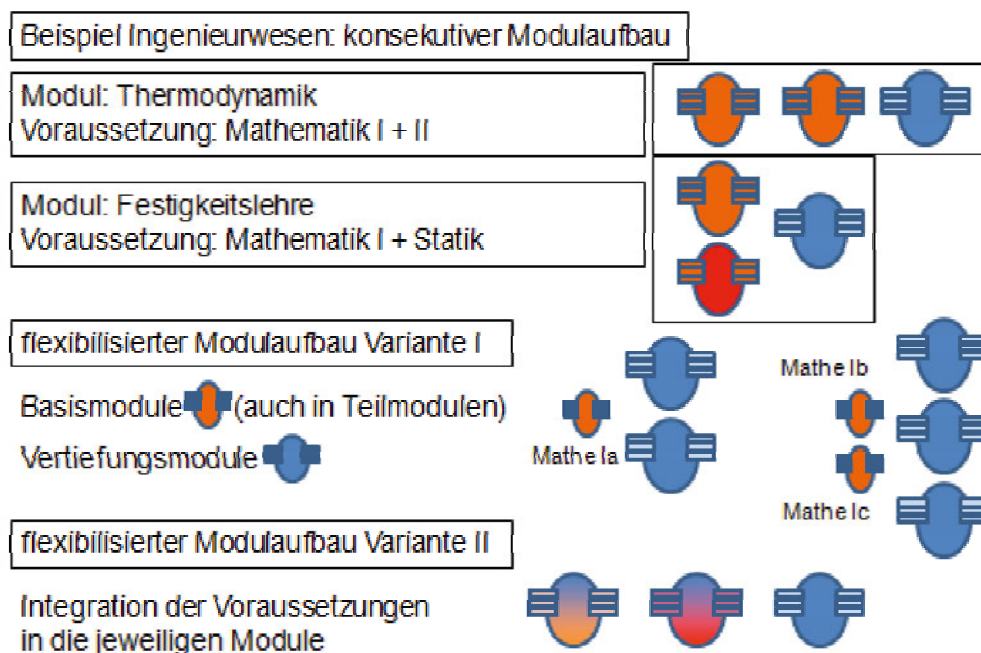 Beispiel Ingenieurwesen: konsekutiver Modulaufbau
Modul: Thermodynamik
Voraussetzung: Mathematik I + II
Modul: Festigkeitslehre
Voraussetzung: Mathematik I + Statik
flexibilisierter Modulaufbau Variante I
Mathe Ib
Basismodule (auch in Teilmodulen)
Vertiefungsmodule
Mathe Ia
Mathe Ic
flexibilisierter Modulaufbau Variante II
Integration der Voraussetzungen
in die jeweiligen Module